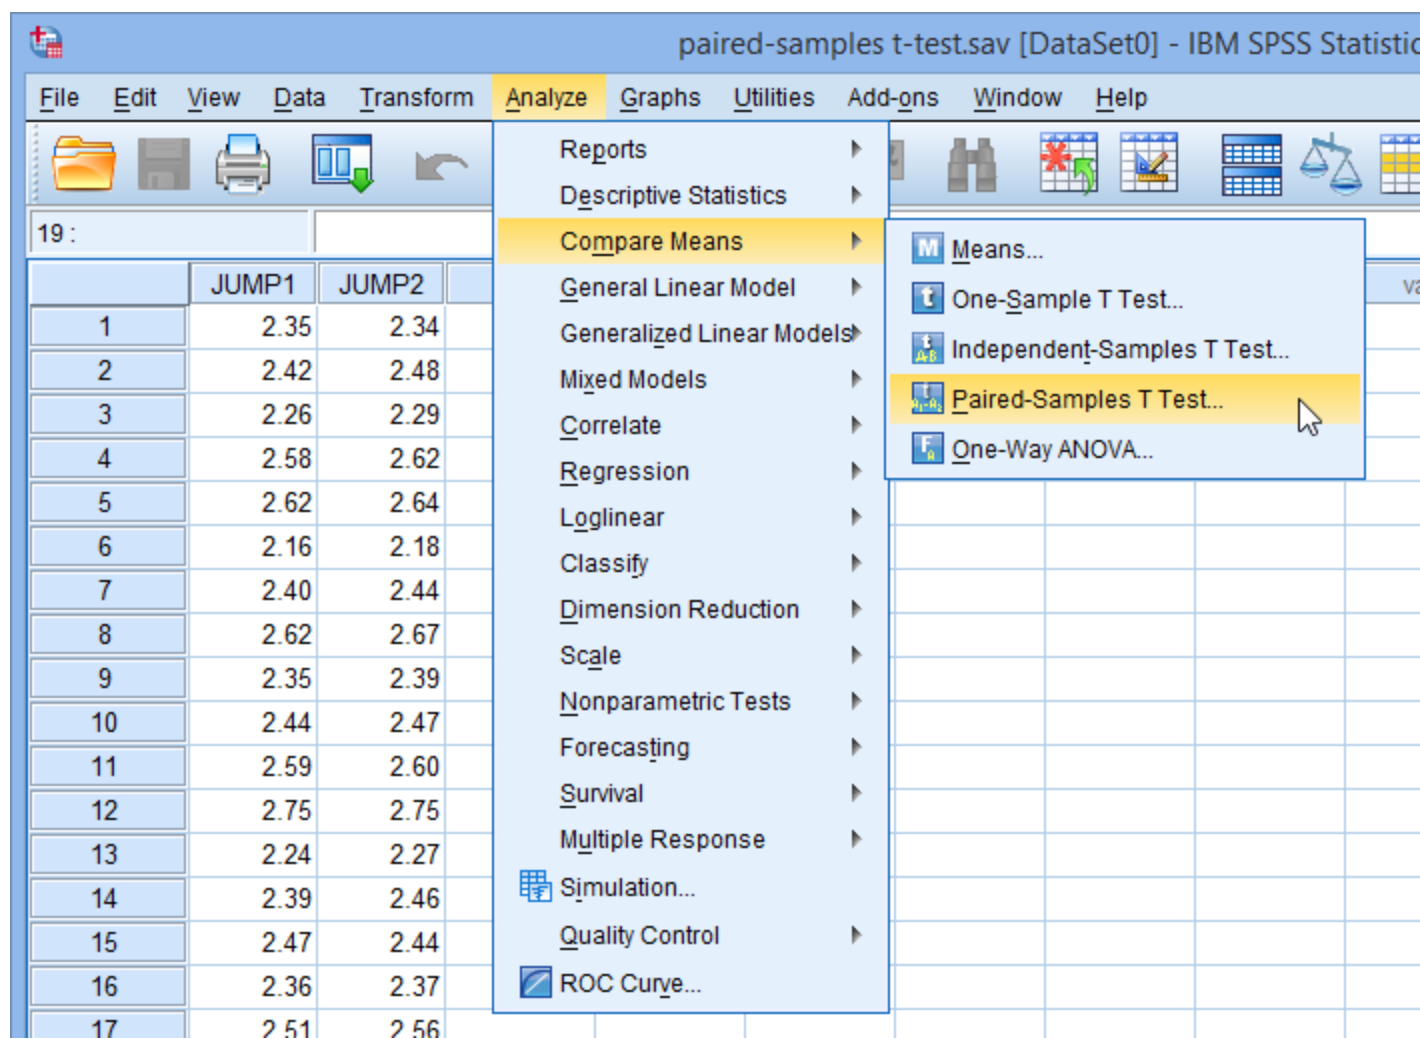 paired-samples t-test.sav [DataSet0] - IBM SPSS Statistic
File Edit View Data Transform Analyze Graphs Utilities Add-ons Window Help
19 :
JUMP1 JUMP2 va
1 2.35 2.34
2 2.42 2.48
3 2.26 2.29
4 2.58 2.62
5 2.62 2.64
6 2.16 2.18
7 2.40 2.44
8 2.62 2.67
9 2.35 2.39
10 2.44 2.47
11 2.59 2.60
12 2.75 2.75
13 2.24 2.27
14 2.39 2.46
15 2.47 2.44
16 2.36 2.37
17 2.51 2.56
Reports
Descriptive Statistics
Compare Means
General Linear Model
Generalized Linear Models
Mixed Models
Correlate
Regression
Loglinear
Classify
Dimension Reduction
Scale
Nonparametric Tests
Forecasting
Survival
Multiple Response
Simulation...
Quality Control
ROC Curve...
M Means...
t One-Sample T Test...
Independent-Samples T Test...
Paired-Samples T Test...
One-Way ANOVA...